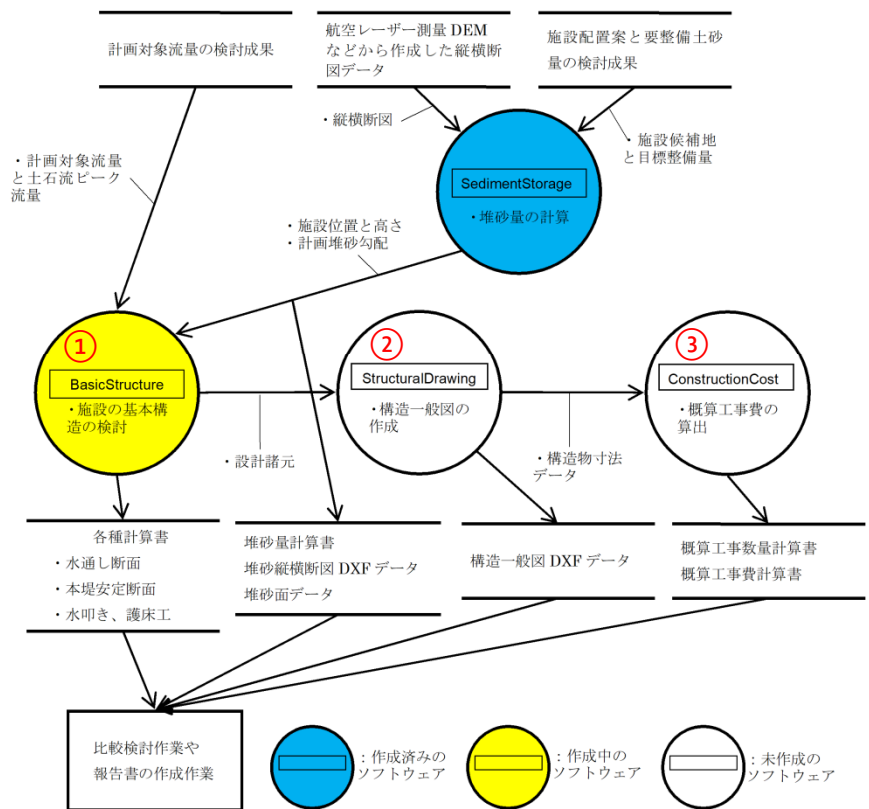 計画対象流量の検討成果
航空レーザー測量 DEM
などから作成した縦横断
図データ
施設配置案と要整備土砂
量の検討成果
・縦横断図
・施設候補地
と目標整備量
・計画対象流量
と土石流ピーク
流量
SedimentStorage
・堆砂量の計算
・施設位置と高さ
・計画堆砂勾配
①
BasicStructure
・施設の基本構
造の検討
②
StructuralDrawing
・構造一般図の
作成
③
ConstructionCost
・概算工事費の
算出
・設計諸元
・構造物寸法
データ
各種計算書
・水通し断面
・本堤安定断面
・水叩き、護床工
堆砂量計算書
堆砂縦横断図 DXF データ
堆砂面データ
構造一般図 DXF データ
概算工事数量計算書
概算工事費計算書
比較検討作業や
報告書の作成作業
：作成済みの
ソフトウェア
：作成中の
ソフトウェア
：未作成の
ソフトウェア